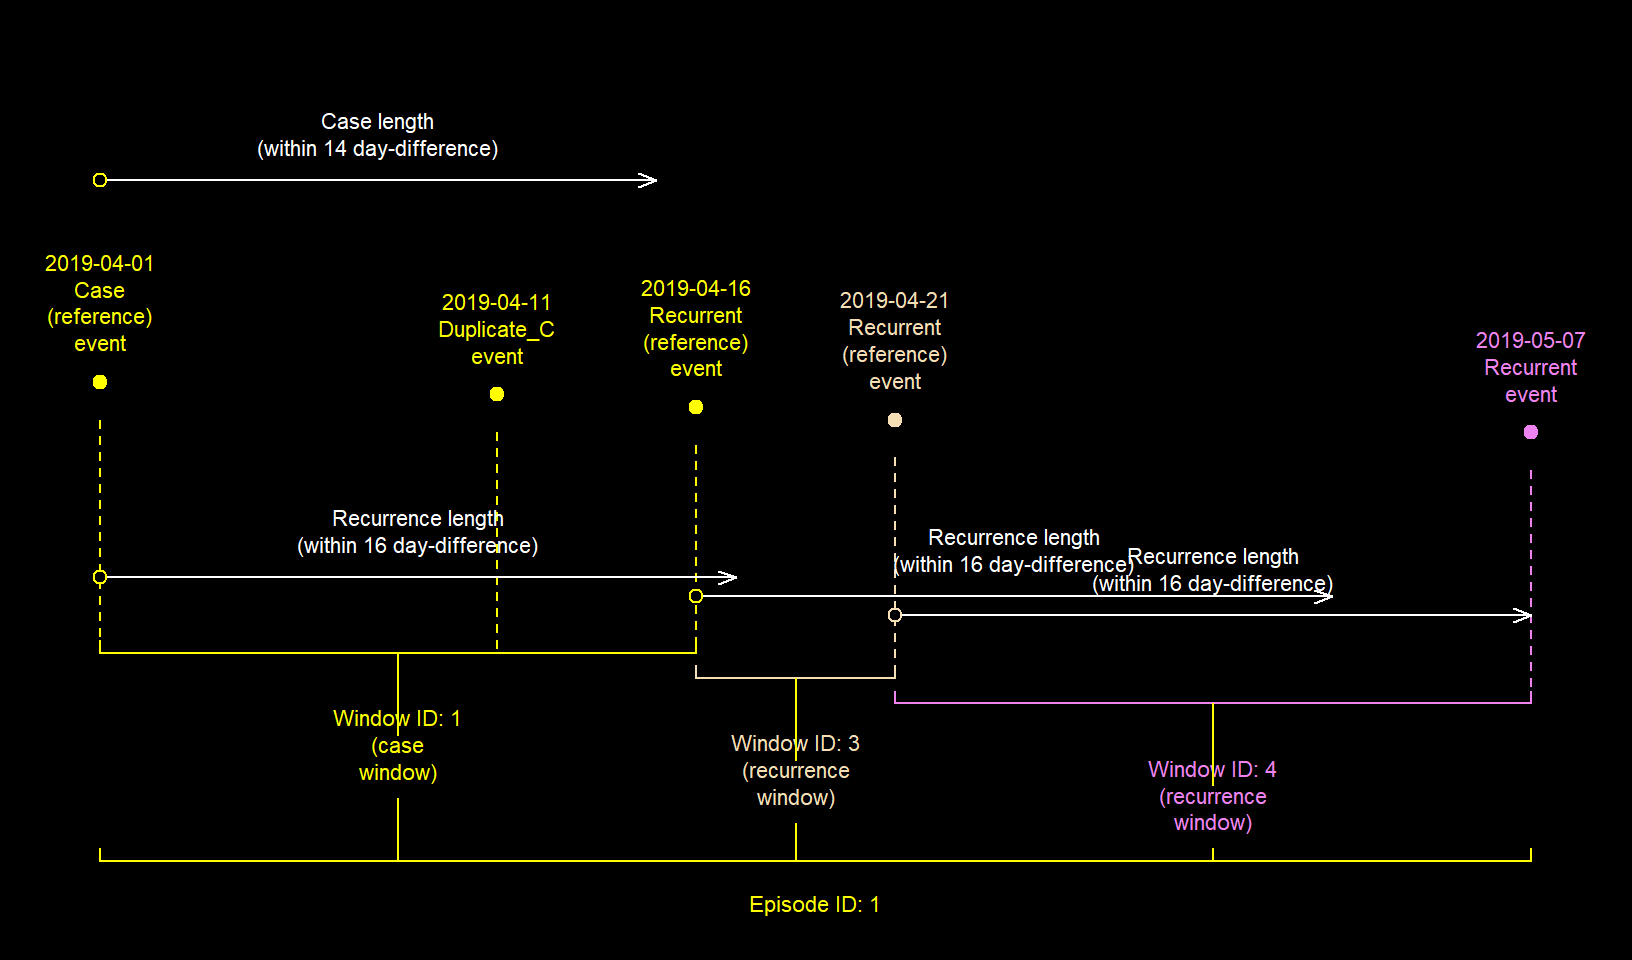 Case length
(within 14 day-difference)
2019-04-01
Case
(reference)
event
2019-04-11
Duplicate_C
event
2019-04-16
Recurrent
(reference)
event
2019-04-21
Recurrent
(reference)
event
2019-05-07
Recurrent
event
Recurrence length
(within 16 day-difference)
Recurrence length
(within 16 day-difference)
Recurrence length
(within 16 day-difference)
Window ID: 1
(case
window)
Window ID: 3
(recurrence
window)
Window ID: 4
(recurrence
window)
Episode ID: 1